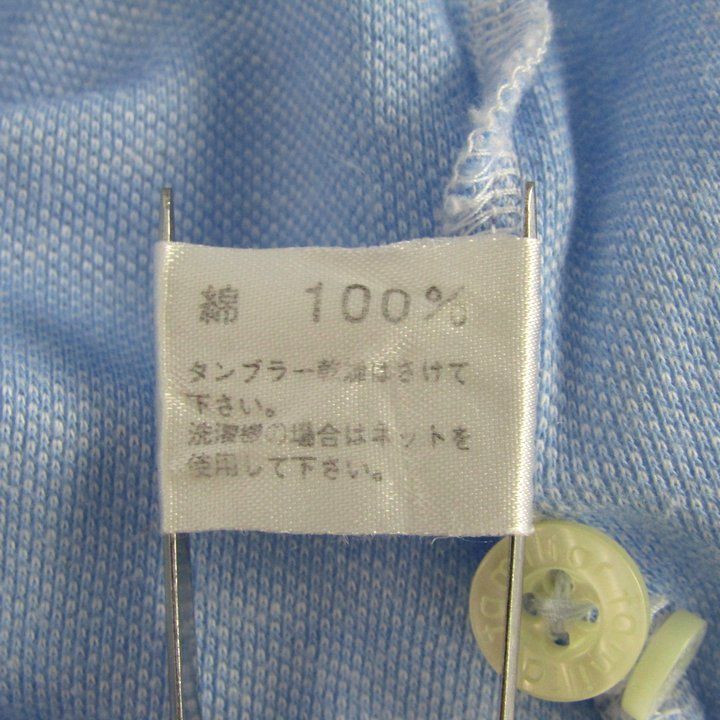 綿 100%
タンブラー乾燥はさけて
下さい。
洗濯機の場合はネットを
使用して下さい。
familiar